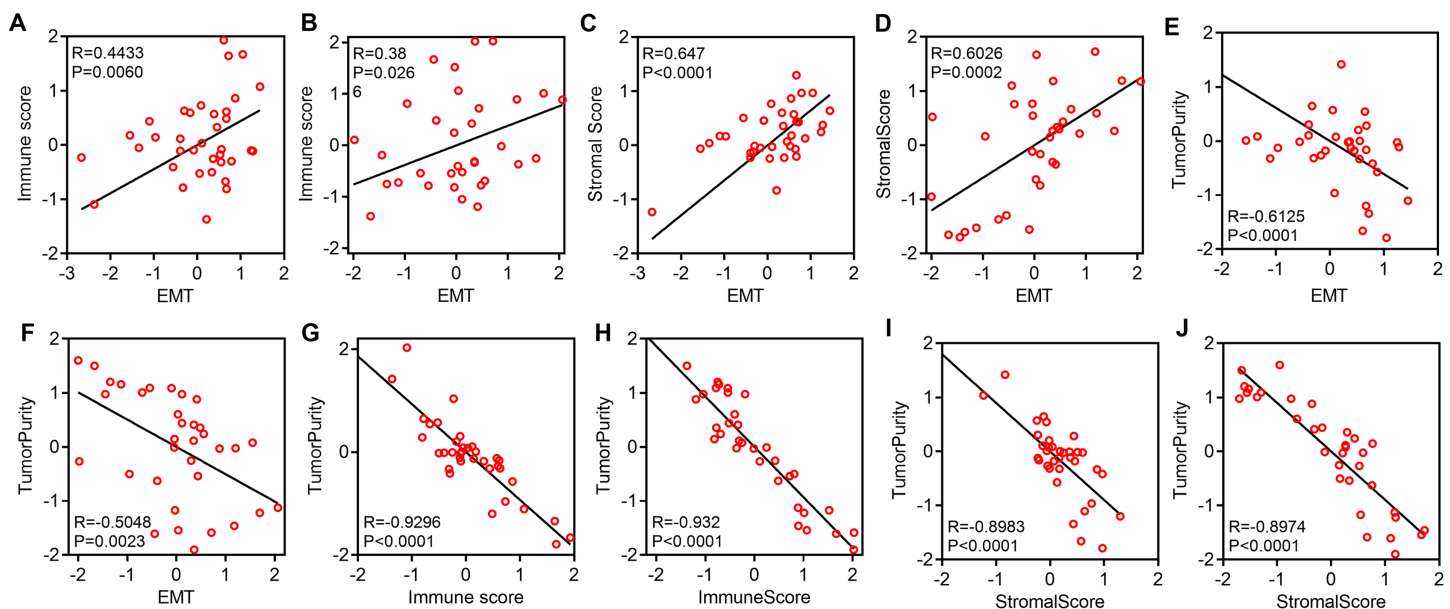 A
R=0.4433
P=0.0060
Immune score
2
1
0
-1
-2
-3 -2 -1 0 1 2
EMT
B
R=0.38
P=0.026
6
Immune score
2
1
0
-1
-2
-2 -1 0 1 2
EMT
C
R=0.647
P<0.0001
Stromal Score
2
1
0
-1
-2
-3 -2 -1 0 1 2
EMT
D
R=0.6026
P=0.0002
StromalScore
2
1
0
-1
-2
-2 -1 0 1 2
EMT
E
TumorPurity
2
1
0
-1
-2
R=-0.6125
P<0.0001
-2 -1 0 1 2
EMT
F
TumorPurity
2
1
0
-1
-2
R=-0.5048
P=0.0023
-2 -1 0 1 2
EMT
G
TumorPurity
2
0
-2
R=-0.9296
P<0.0001
-2 -1 0 1 2
Immune score
H
TumorPurity
2
1
0
-1
-2
R=-0.932
P<0.0001
-2 -1 0 1 2
ImmuneScore
I
TumorPurity
2
1
0
-1
-2
R=-0.8983
P<0.0001
-2 -1 0 1 2
StromalScore
J
TumorPurity
2
1
0
-1
-2
R=-0.8974
P<0.0001
-2 -1 0 1 2
StromalScore